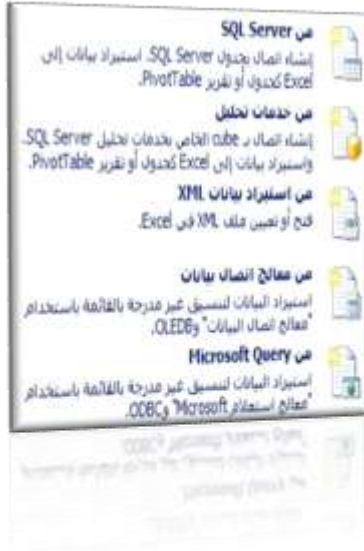 من SQL Server
إنشاء اتصال بجدول SQL Server. استيراد بيانات إلى
Excel كجدول أو تقرير PivotTable.
من خدمات تحليل
إنشاء اتصال بـ cube الخاص بخدمات تحليل SQL Server.
واستيراد بيانات إلى Excel كجدول أو تقرير PivotTable.
من استيراد بيانات XML
فتح أو تعيين ملف XML في Excel.
من معالج اتصال بيانات
استيراد البيانات لتنسيق غير مدرجة بالقائمة باستخدام
"معالج اتصال البيانات" وOLEDB.
من Microsoft Query
استيراد البيانات لتنسيق غير مدرجة بالقائمة باستخدام
"معالج استعلام Microsoft" وODBC.